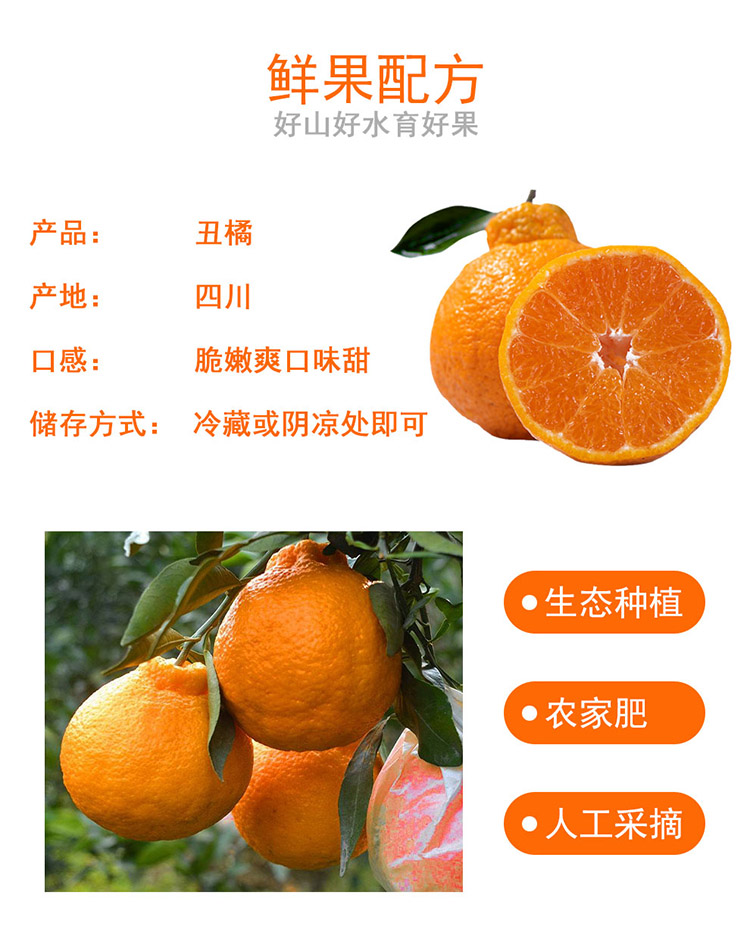 鲜果配方
好山好水育好果
产品： 丑橘
产地： 四川
口感： 脆嫩爽口味甜
储存方式： 冷藏或阴凉处即可
生态种植
农家肥
人工采摘